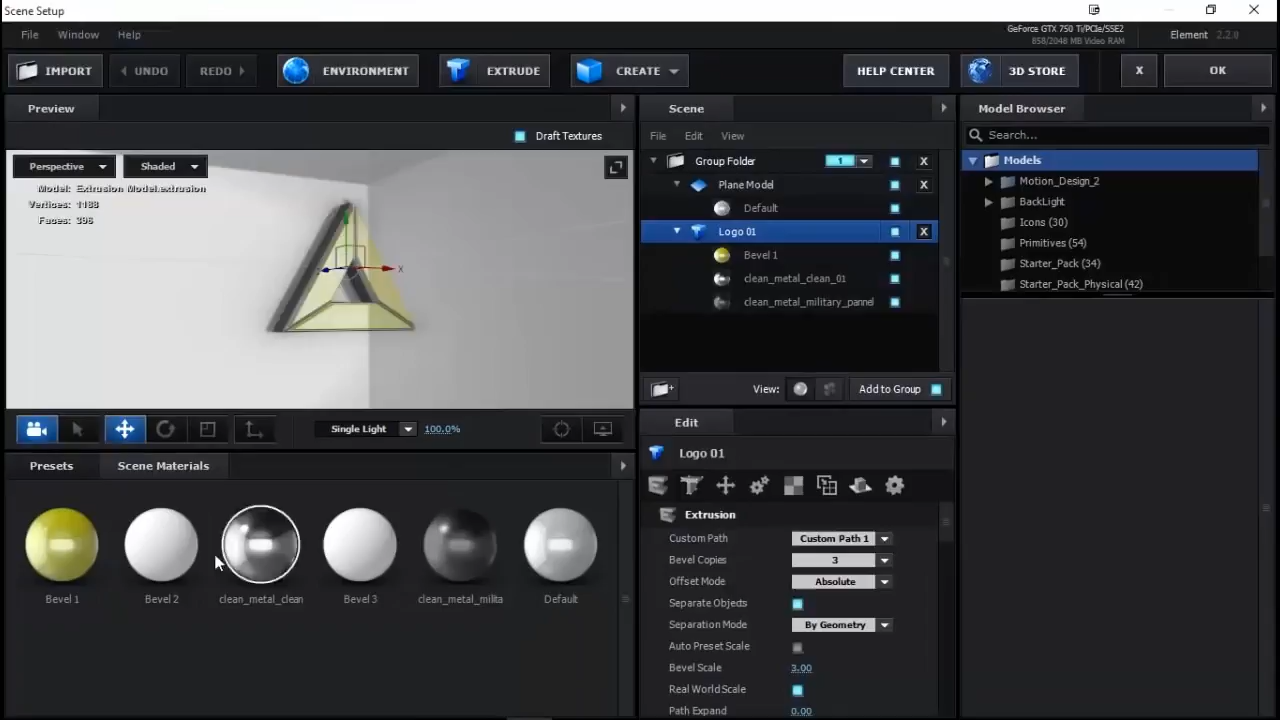 Scene Setup
File Window Help
GeForce GTX 750 Ti/PCIe/SSE2
858/2048 MB Video RAM
Element 2.2.0
IMPORT UNDO REDO ENVIRONMENT EXTRUDE CREATE HELP CENTER 3D STORE X OK
Preview
Draft Textures
Perspective Shaded
Model: Extrusion Model.extrusion
Vertices: 1188
Faces: 396
X
Single Light 100.0%
Presets Scene Materials
Bevel 1 Bevel 2 clean_metal_clean Bevel 3 clean_metal_milita Default
Scene
File Edit View
Group Folder 1 X
Plane Model X
Default
Logo 01 X
Bevel 1
clean_metal_clean_01
clean_metal_military_pannel
View: Add to Group
Edit
Logo 01
Extrusion
Custom Path Custom Path 1
Bevel Copies 3
Offset Mode Absolute
Separate Objects
Separation Mode By Geometry
Auto Preset Scale
Bevel Scale 3.00
Real World Scale
Path Expand 0.00
Model Browser
Search...
Models
Motion_Design_2
BackLight
Icons (30)
Primitives (54)
Starter_Pack (34)
Starter_Pack_Physical (42)